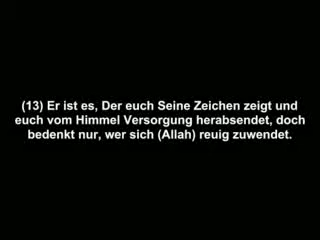 (13) Er ist es, Der euch Seine Zeichen zeigt und
euch vom Himmel Versorgung herabsendet, doch
bedenkt nur, wer sich (Allah) reuig zuwendet.